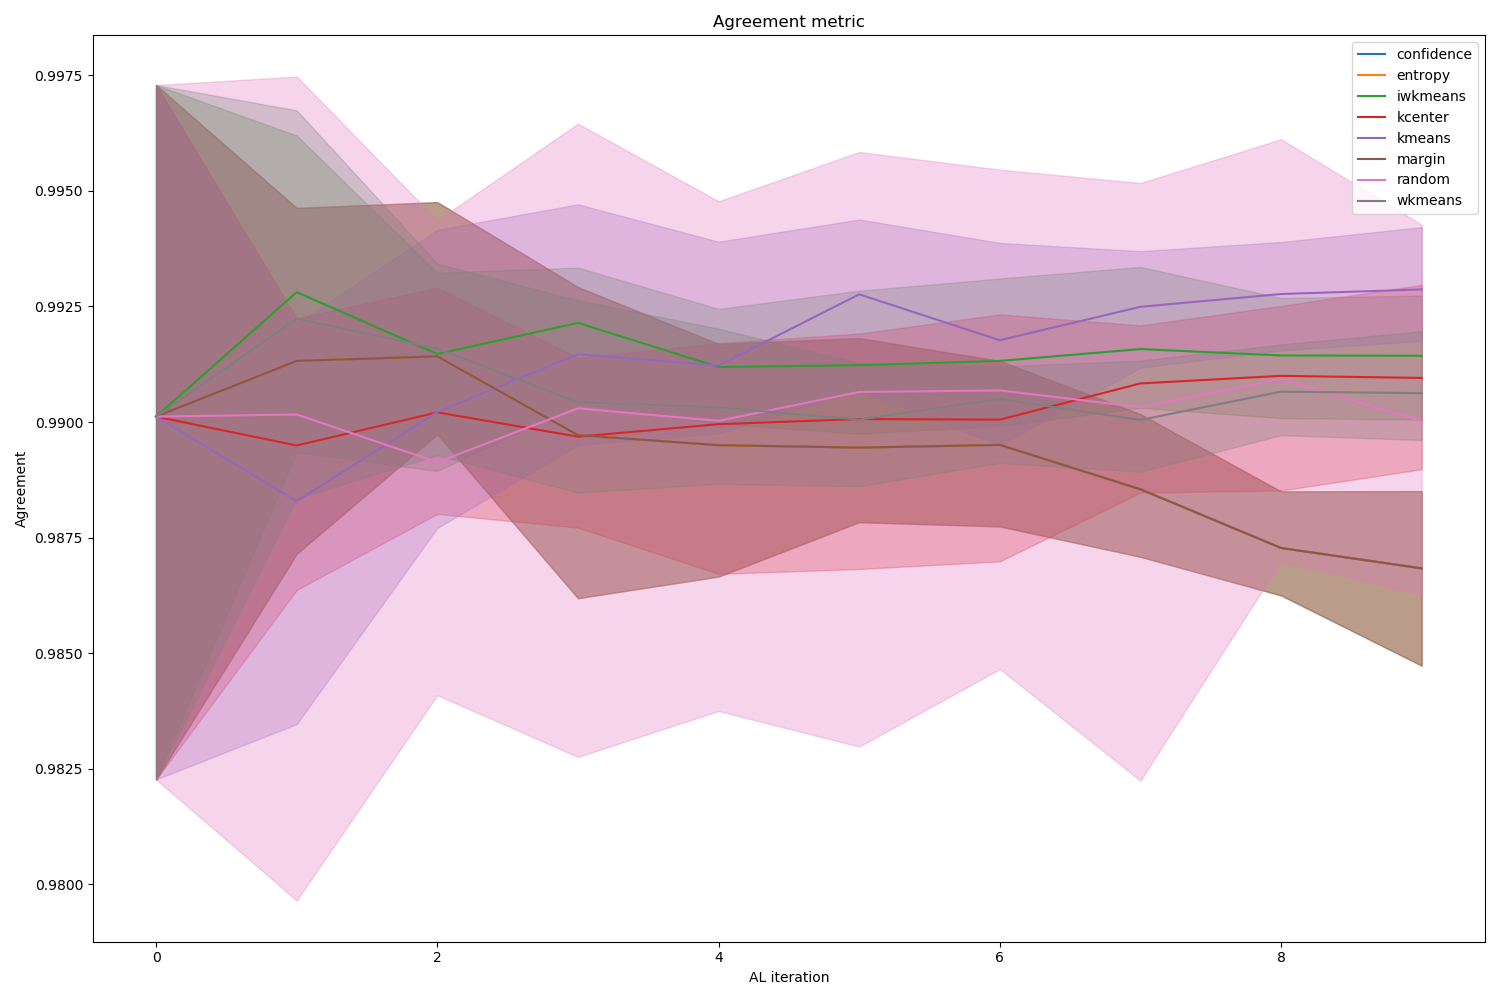 Agreement metric
confidence
entropy
iwkmeans
kcenter
kmeans
margin
random
wkmeans
Agreement
0.9975
0.9950
0.9925
0.9900
0.9875
0.9850
0.9825
0.9800
0
2
4
6
8
AL iteration